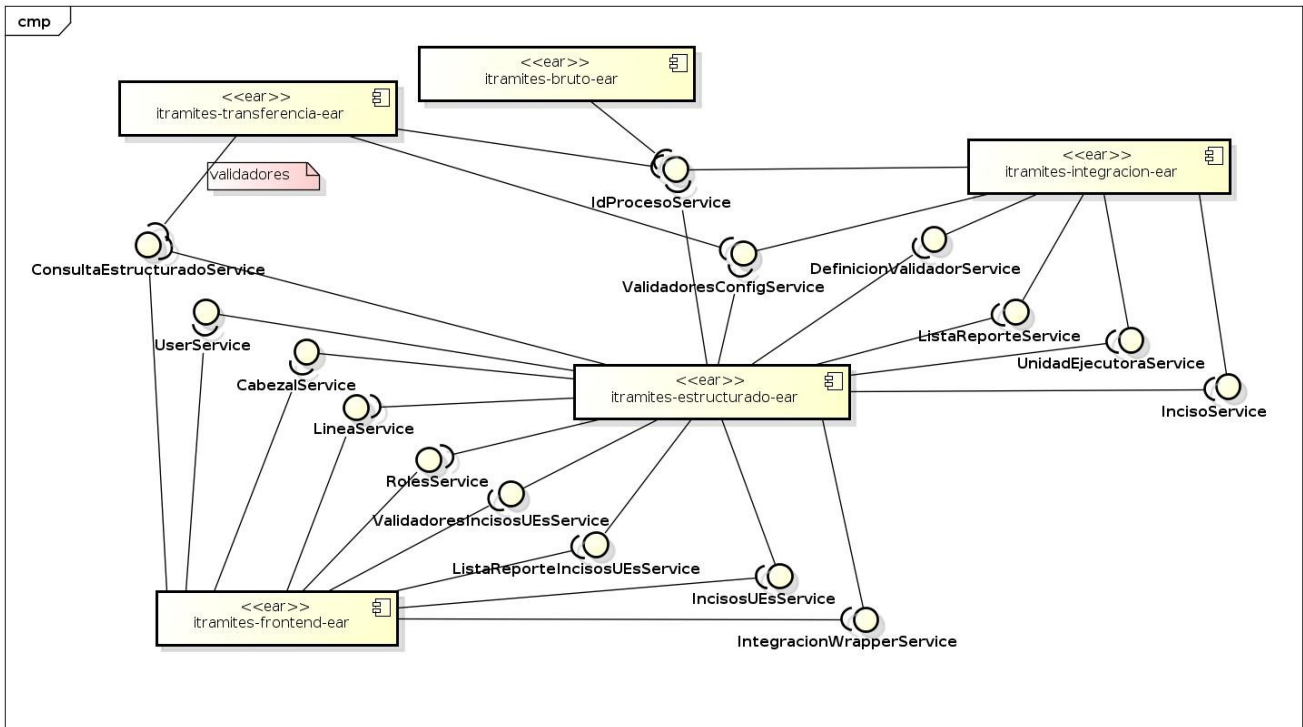 cmp
<<ear>>
itramites-bruto-ear
<<ear>>
itramites-transferencia-ear
<<ear>>
itramites-integracion-ear
validadores
IdProcesoService
ConsultaEstructuradoService
DefinicionValidadorService
ValidadoresConfigService
UserService
ListaReporteService
UnidadEjecutoraService
CabezalService
<<ear>>
itramites-estructurado-ear
IncisoService
LineaService
RolesService
ValidadoresIncisosUEsService
ListaReporteIncisosUEsService
IncisosUEsService
<<ear>>
itramites-frontend-ear
IntegracionWrapperService